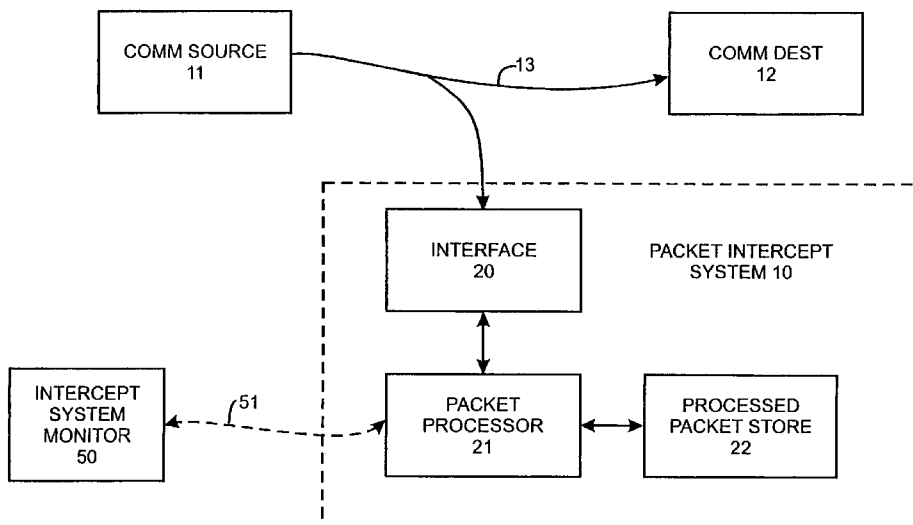 COMM SOURCE
11
13
COMM DEST
12
INTERFACE
20
PACKET INTERCEPT
SYSTEM 10
INTERCEPT
SYSTEM
MONITOR
50
51
PACKET
PROCESSOR
21
PROCESSED
PACKET STORE
22